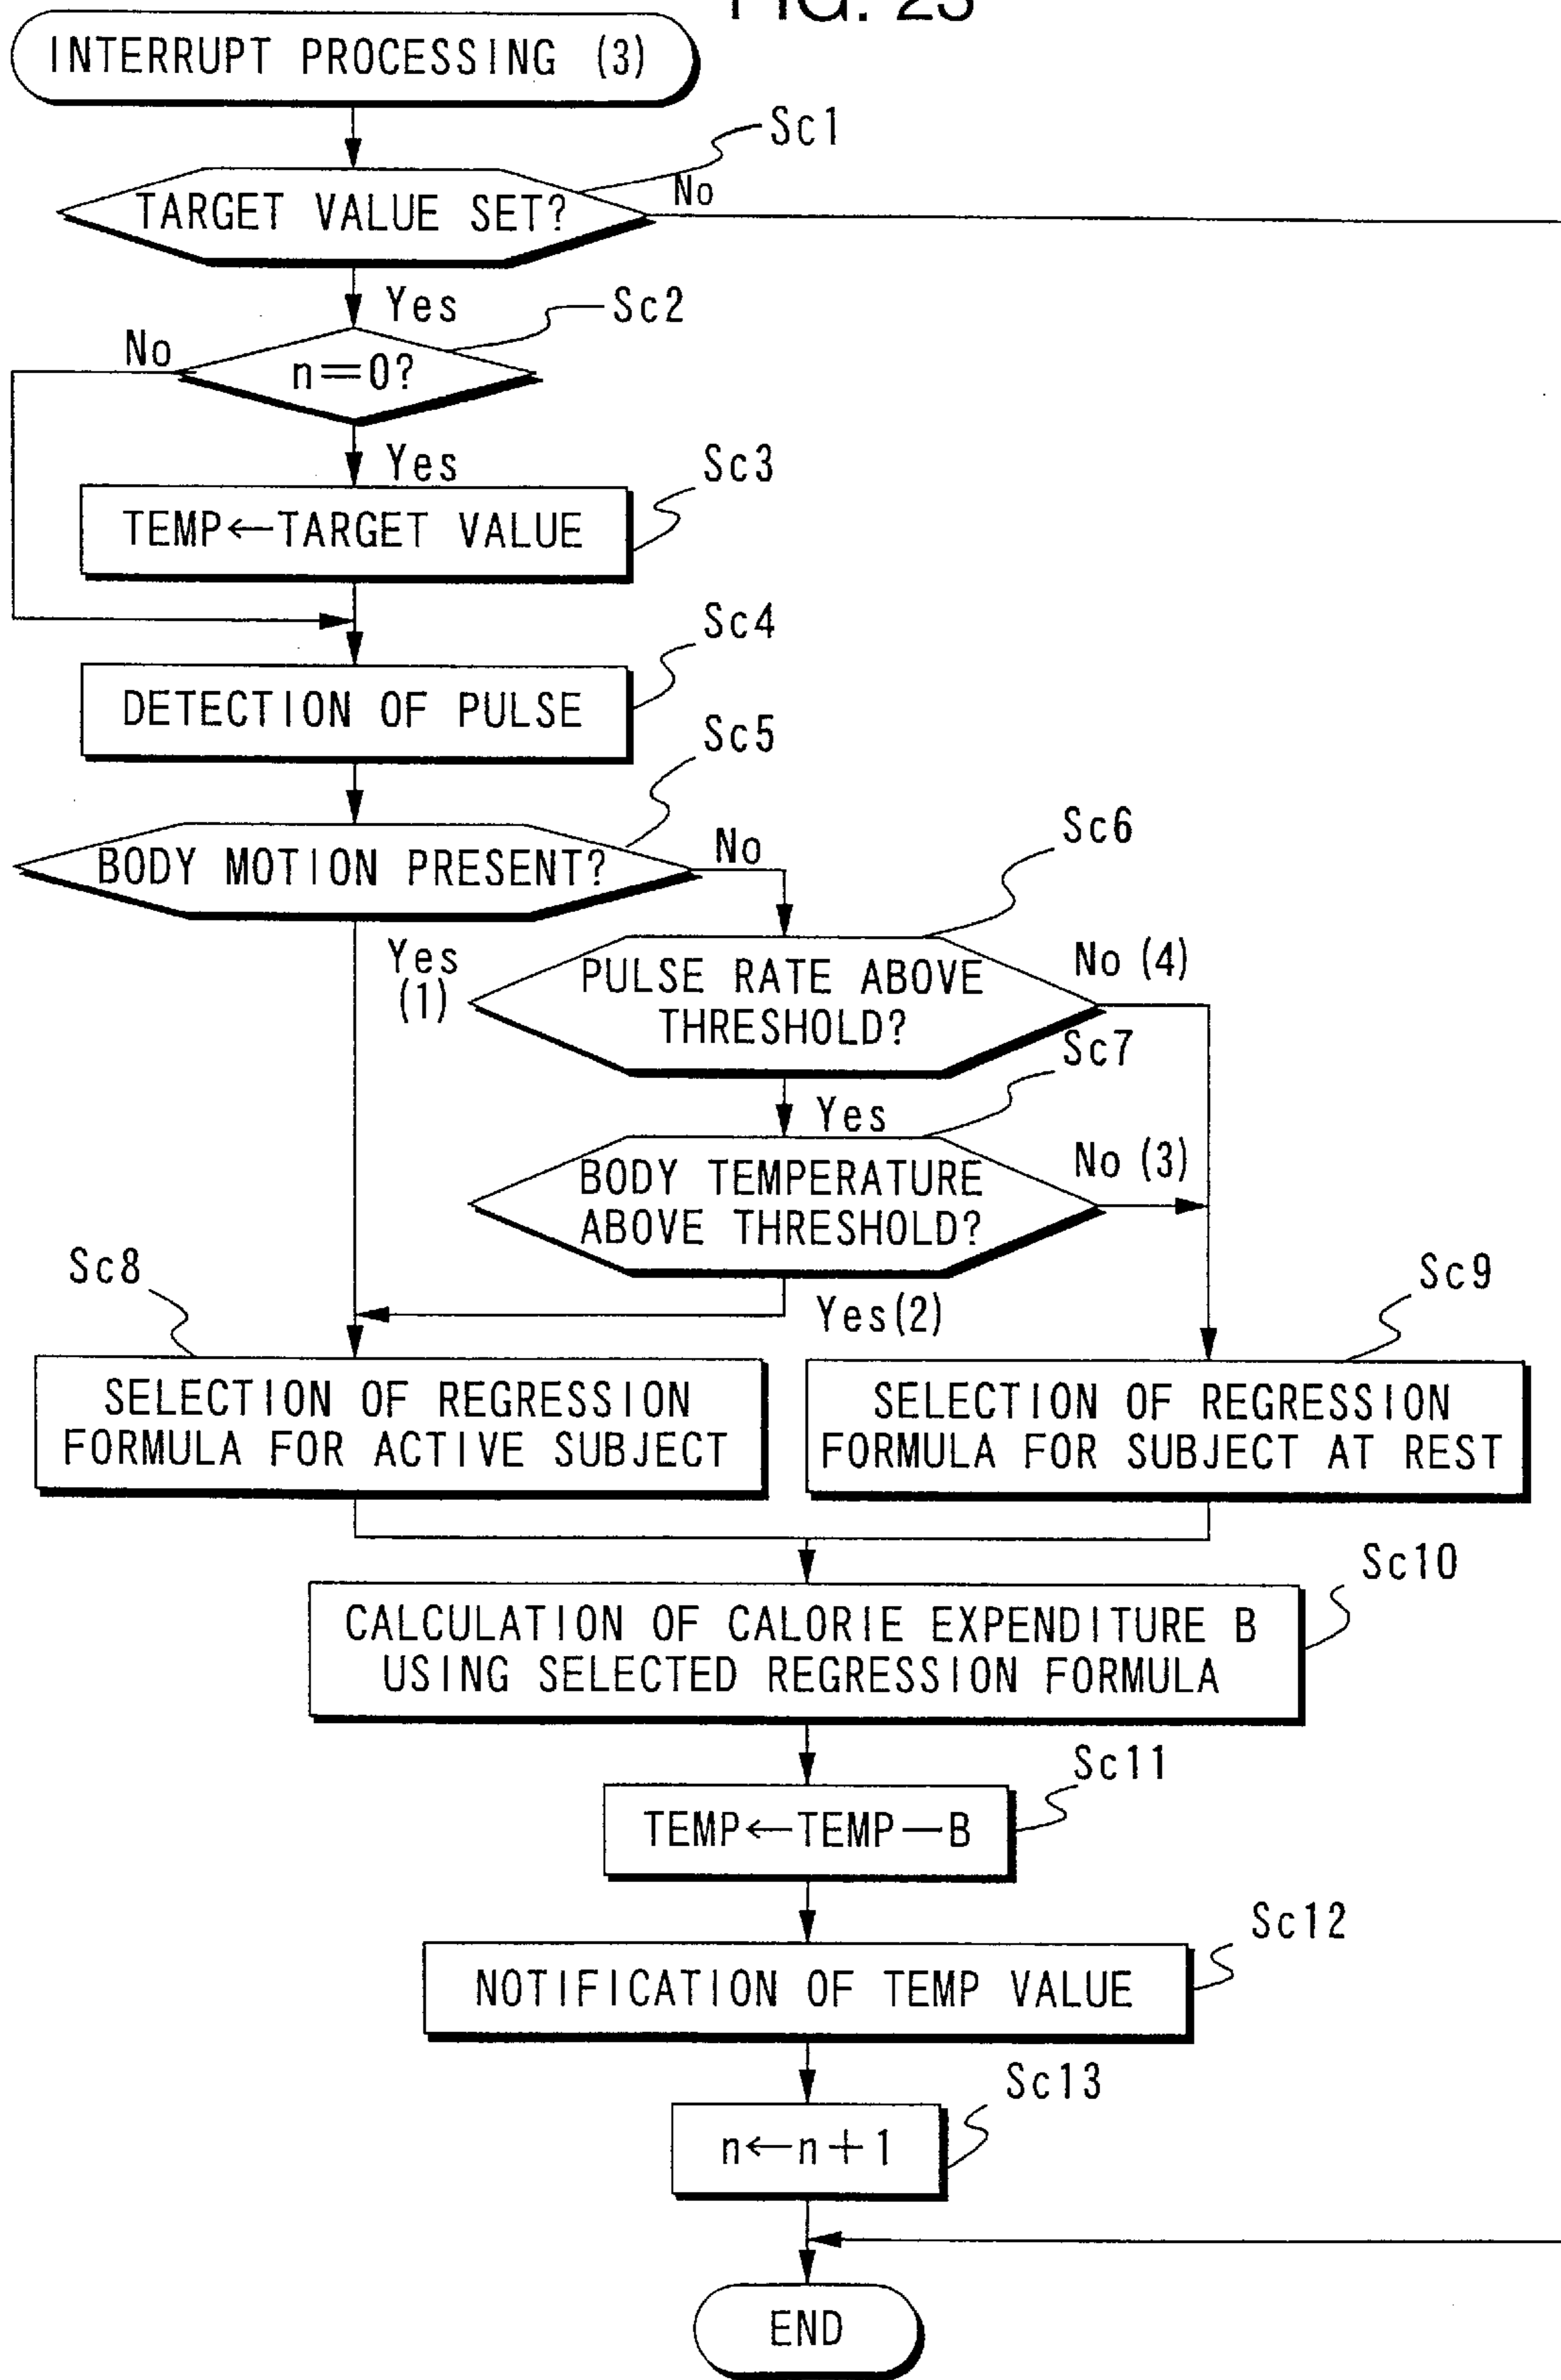 FIG. 23
INTERRUPT PROCESSING (3)
Sc1
TARGET VALUE SET?
No
Yes
Sc2
No
n=0?
Yes
Sc3
TEMP←TARGET VALUE
Sc4
DETECTION OF PULSE
Sc5
BODY MOTION PRESENT?
No
Sc6
Yes
(1)
PULSE RATE ABOVE
THRESHOLD?
No (4)
Sc7
Yes
BODY TEMPERATURE
ABOVE THRESHOLD?
No (3)
Yes(2)
Sc8
Sc9
SELECTION OF REGRESSION
FORMULA FOR ACTIVE SUBJECT
SELECTION OF REGRESSION
FORMULA FOR SUBJECT AT REST
Sc10
CALCULATION OF CALORIE EXPENDITURE B
USING SELECTED REGRESSION FORMULA
Sc11
TEMP←TEMP—B
Sc12
NOTIFICATION OF TEMP VALUE
Sc13
n←n+1
END